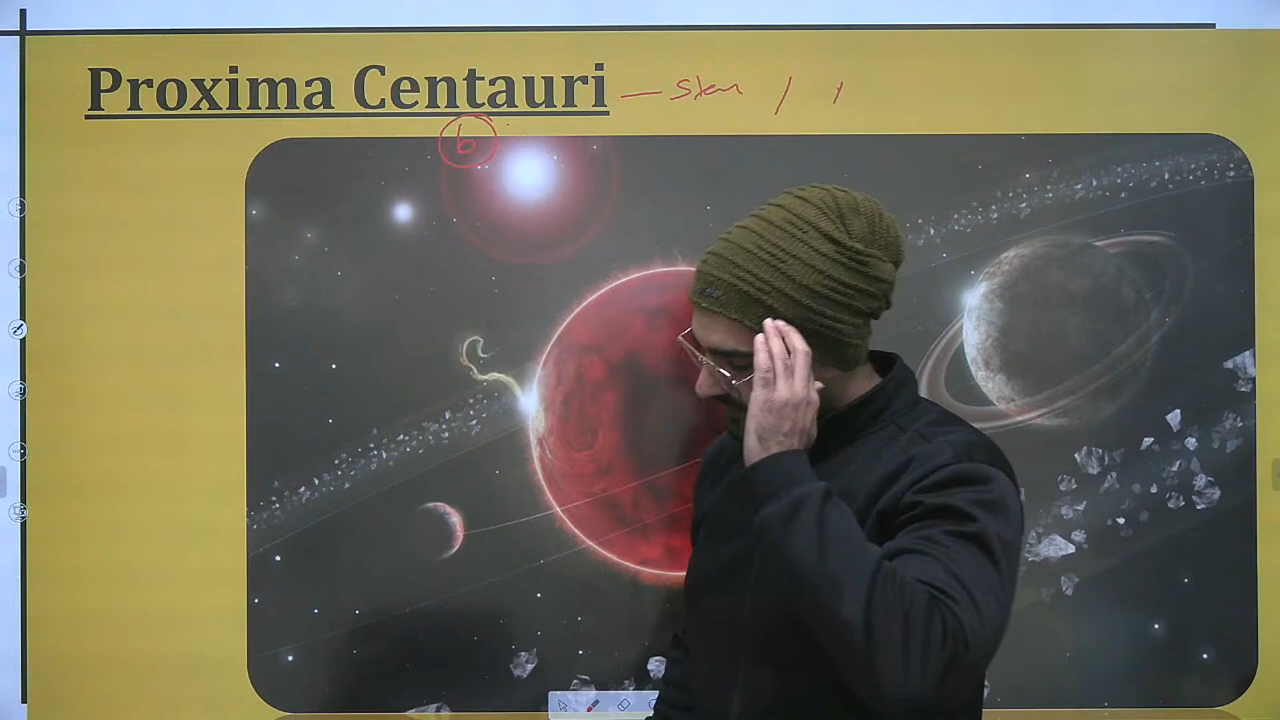 Proxima Centauri — Star /
b